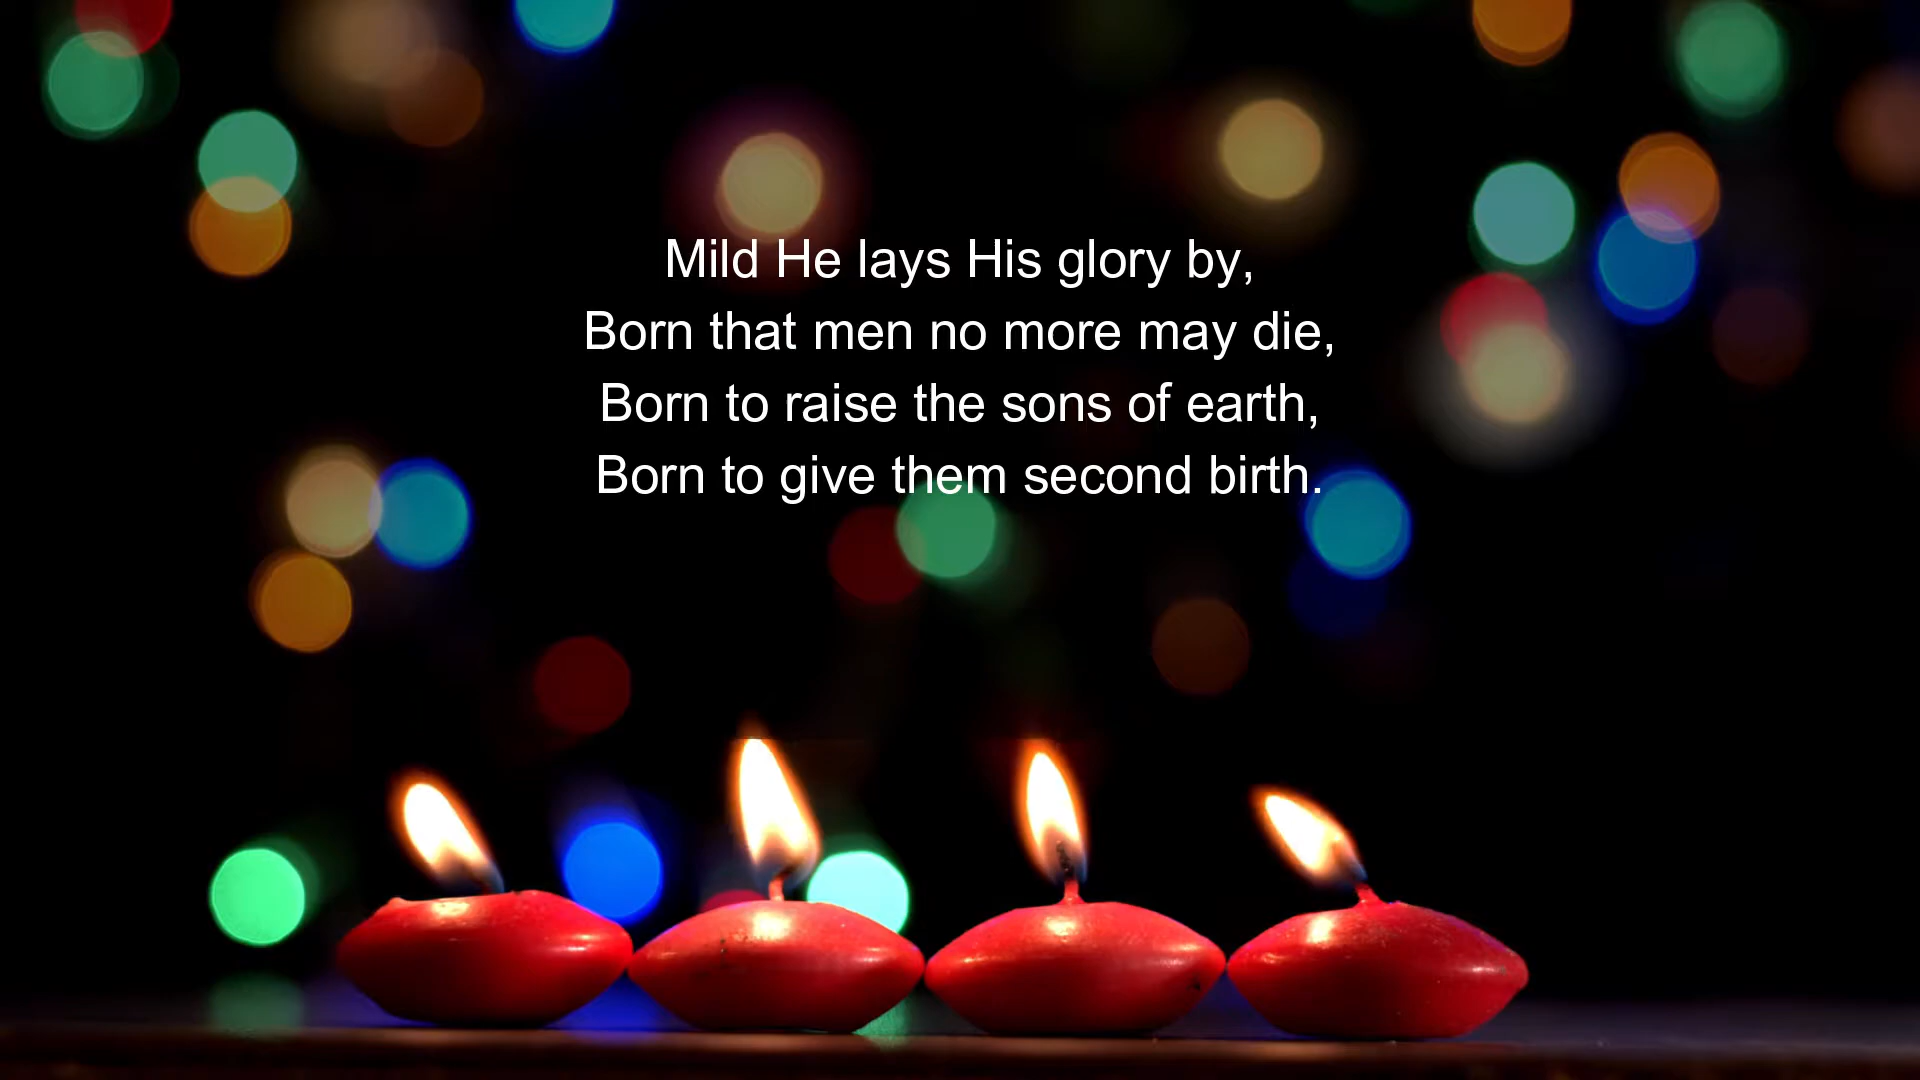 Mild He lays His glory by,
Born that men no more may die,
Born to raise the sons of earth,
Born to give them second birth.